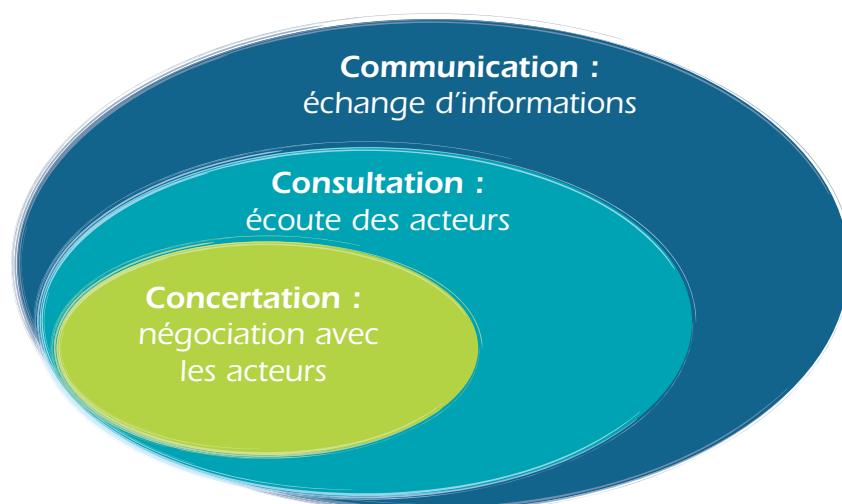 Communication :
échange d'informations
Consultation :
écoute des acteurs
Concertation :
négociation avec
les acteurs